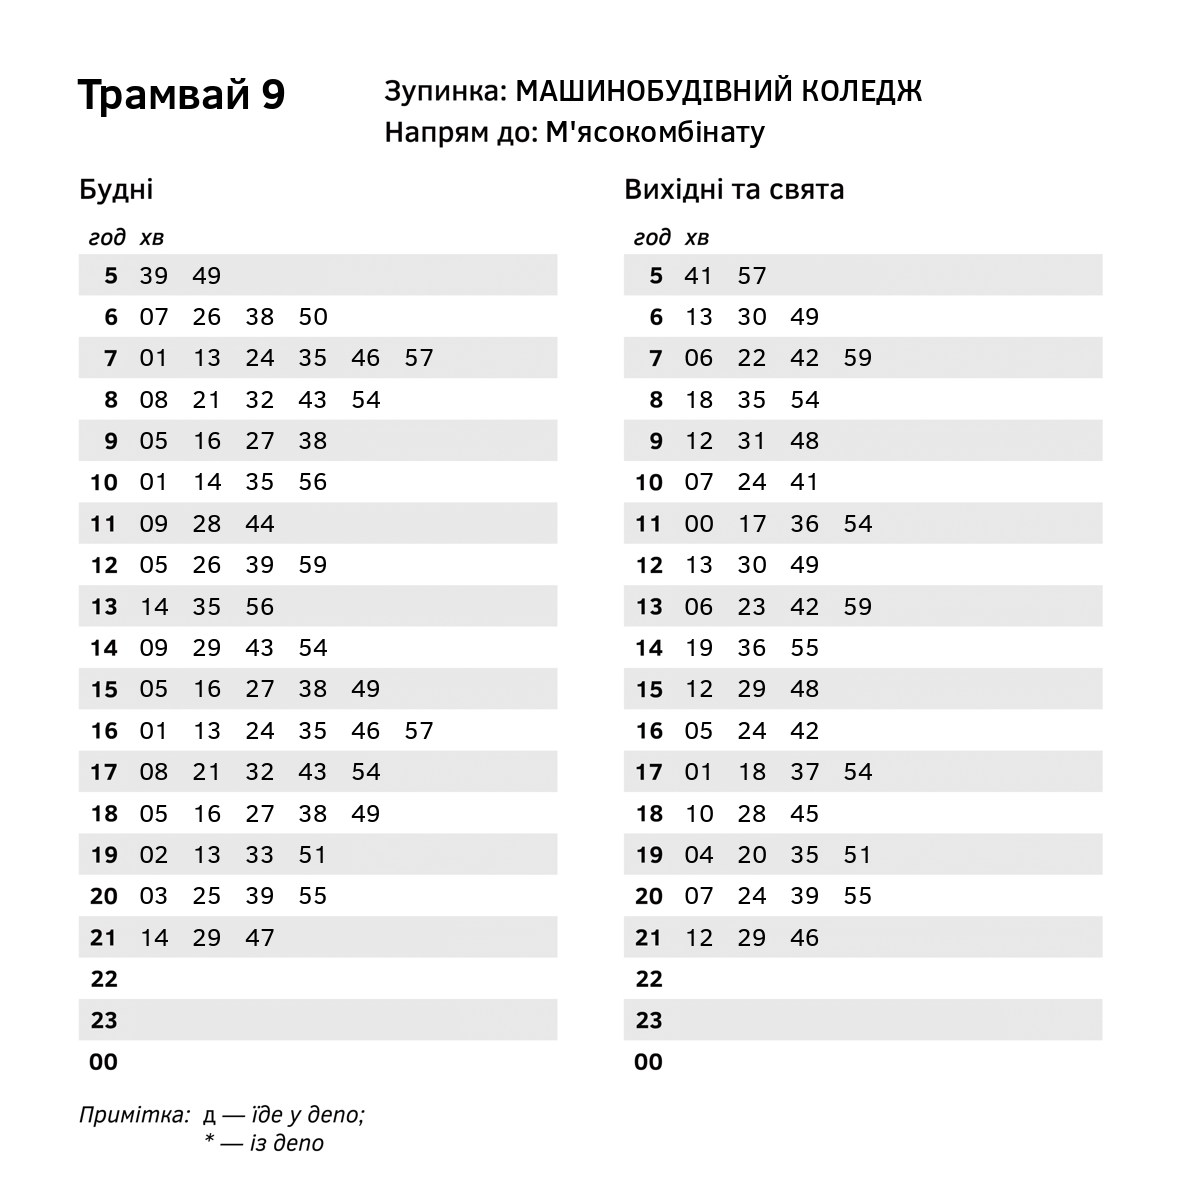 Трамвай 9
Зупинка: МАШИНОБУДІВНИЙ КОЛЕДЖ
Напрям до: М'ясокомбінату
Будні
год хв
5 39 49
6 07 26 38 50
7 01 13 24 35 46 57
8 08 21 32 43 54
9 05 16 27 38
10 01 14 35 56
11 09 28 44
12 05 26 39 59
13 14 35 56
14 09 29 43 54
15 05 16 27 38 49
16 01 13 24 35 46 57
17 08 21 32 43 54
18 05 16 27 38 49
19 02 13 33 51
20 03 25 39 55
21 14 29 47
22
23
00
Вихідні та свята
год хв
5 41 57
6 13 30 49
7 06 22 42 59
8 18 35 54
9 12 31 48
10 07 24 41
11 00 17 36 54
12 13 30 49
13 06 23 42 59
14 19 36 55
15 12 29 48
16 05 24 42
17 01 18 37 54
18 10 28 45
19 04 20 35 51
20 07 24 39 55
21 12 29 46
22
23
00
Примітка: д — їде у депо;
* — із депо